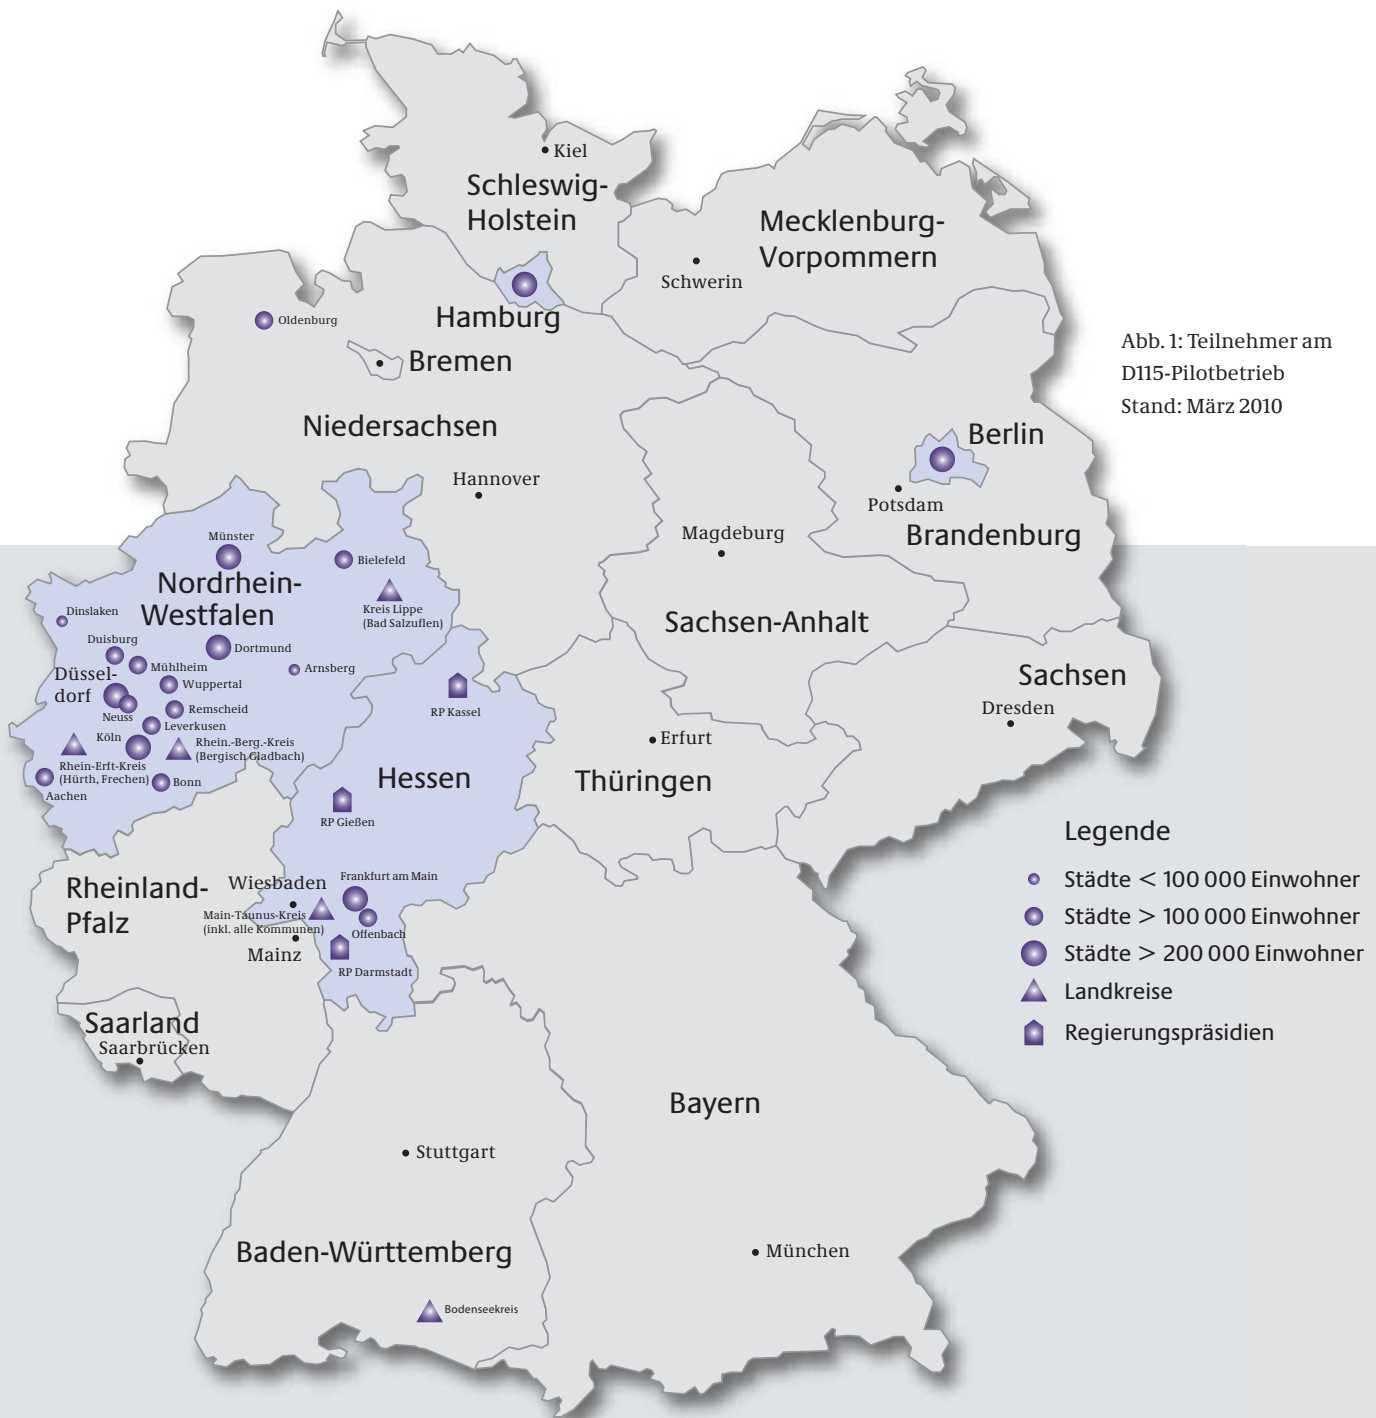 Kiel
Schleswig-
Holstein
Mecklenburg-
Vorpommern
Schwerin
Hamburg
Oldenburg
Bremen
Abb. 1: Teilnehmer am
D115-Pilotbetrieb
Stand: März 2010
Niedersachsen
Berlin
Hannover
Potsdam
Brandenburg
Magdeburg
Münster
Bielefeld
Nordrhein-
Westfalen
Kreis Lippe
(Bad Salzuflen)
Dinslaken
Sachsen-Anhalt
Duisburg
Dortmund
Mühlheim
Arnsberg
Düssel-
dorf
Wuppertal
Sachsen
Neuss
Remscheid
RP Kassel
Dresden
Leverkusen
Köln
Rhein.-Berg.-Kreis
(Bergisch Gladbach)
Erfurt
Rhein-Erft-Kreis
(Hürth, Frechen)
Bonn
Aachen
Hessen
Thüringen
RP Gießen
Legende
Städte < 100 000 Einwohner
Städte > 100 000 Einwohner
Städte > 200 000 Einwohner
Landkreise
Regierungspräsidien
Rheinland-
Pfalz
Wiesbaden
Frankfurt am Main
Main-Taunus-Kreis
(inkl. alle Kommunen)
Offenbach
Mainz
RP Darmstadt
Saarland
Saarbrücken
Bayern
Stuttgart
Baden-Württemberg
München
Bodenseekreis